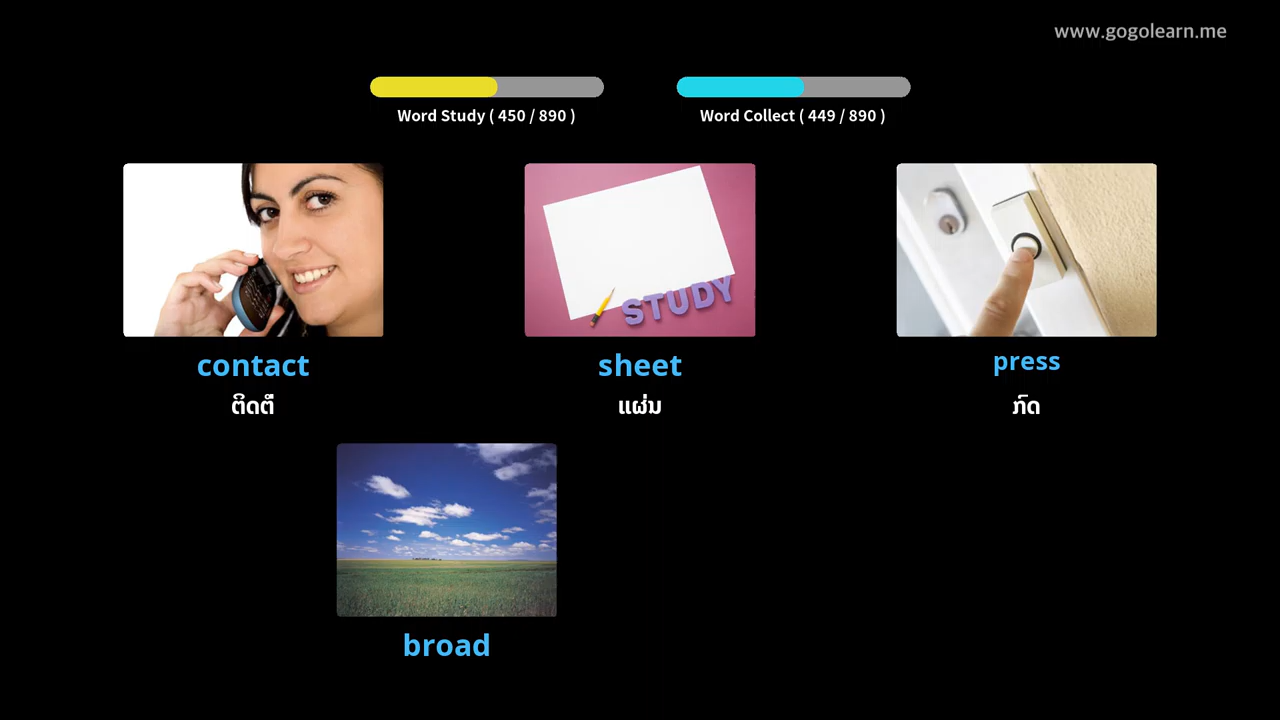 www.gogolearn.me
Word Study ( 450 / 890 )
Word Collect ( 449 / 890 )
STUDY
contact
sheet
press
ຕິດຕໍ່
ແຜ່ນ
ກົດ
broad